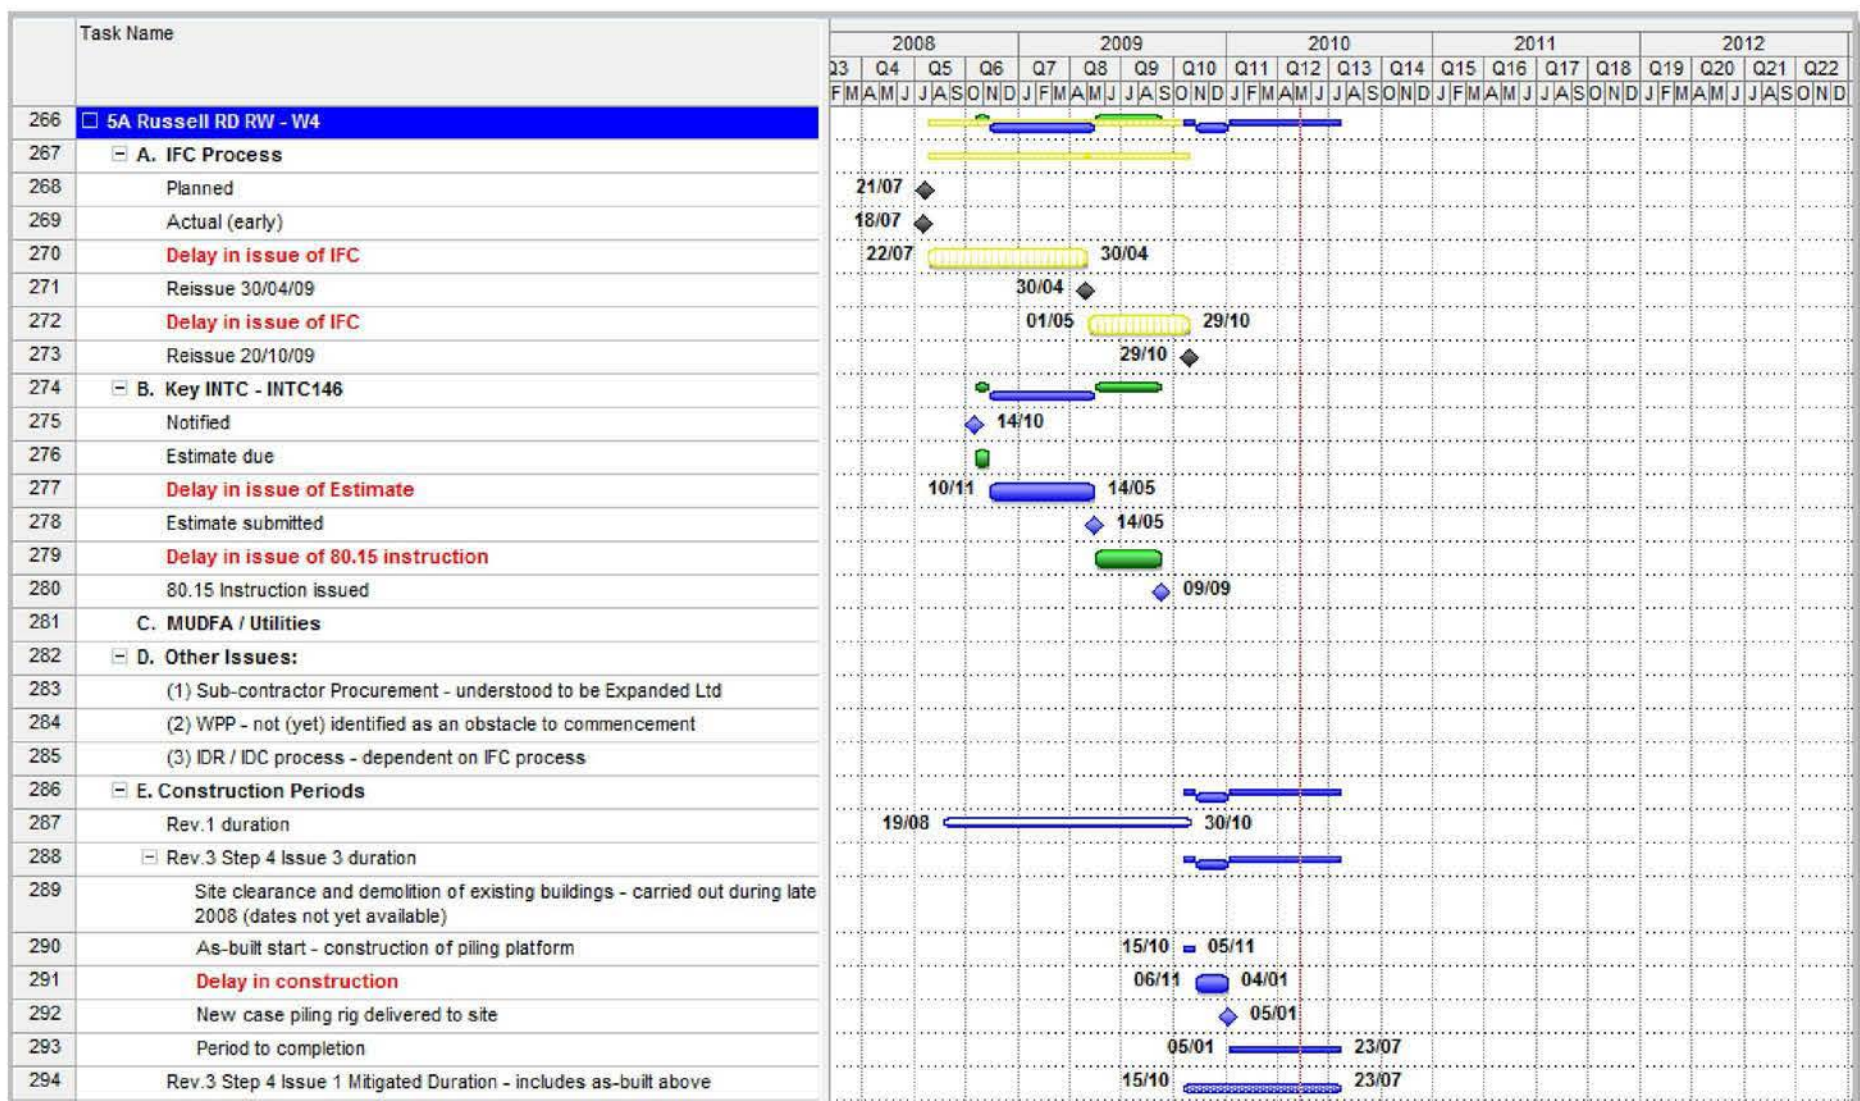 Task Name
2008 2009 2010 2011 2012
Q3 Q4 Q5 Q6 Q7 Q8 Q9 Q10 Q11 Q12 Q13 Q14 Q15 Q16 Q17 Q18 Q19 Q20 Q21 Q22
F M A M J J A S O N D J F M A M J J A S O N D J F M A M J J A S O N D J F M A M J J A S O N D J F M A M J J A S O N D
266 5A Russell RD RW - W4
267 A. IFC Process
268 Planned 21/07
269 Actual (early) 18/07
270 Delay in issue of IFC 22/07 30/04
271 Reissue 30/04/09 30/04
272 Delay in issue of IFC 01/05 29/10
273 Reissue 20/10/09 29/10
274 B. Key INTC - INTC146
275 Notified 14/10
276 Estimate due
277 Delay in issue of Estimate 10/11 14/05
278 Estimate submitted 14/05
279 Delay in issue of 80.15 instruction
280 80.15 Instruction issued 09/09
281 C. MUDFA / Utilities
282 D. Other Issues:
283 (1) Sub-contractor Procurement - understood to be Expanded Ltd
284 (2) WPP - not (yet) identified as an obstacle to commencement
285 (3) IDR / IDC process - dependent on IFC process
286 E. Construction Periods
287 Rev.1 duration 19/08 30/10
288 Rev.3 Step 4 Issue 3 duration
289 Site clearance and demolition of existing buildings - carried out during late
2008 (dates not yet available)
290 As-built start - construction of piling platform 15/10 05/11
291 Delay in construction 06/11 04/01
292 New case piling rig delivered to site 05/01
293 Period to completion 05/01 23/07
294 Rev.3 Step 4 Issue 1 Mitigated Duration - includes as-built above 15/10 23/07